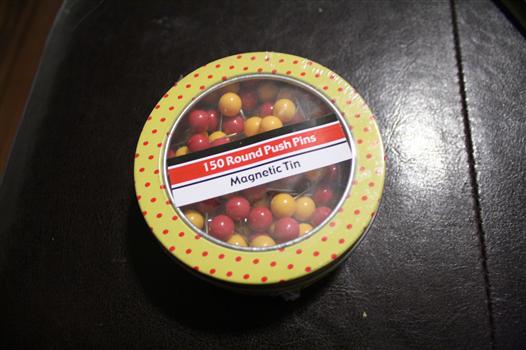 150 Round Push Pins
Magnetic Tin